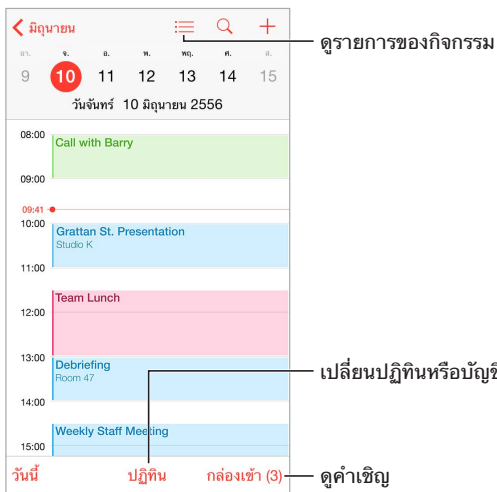 มิถุนายน
ดูรายการของกิจกรรม
อา. จ. อ. พ. พฤ. ศ. ส.
9 10 11 12 13 14 15
วันจันทร์ 10 มิถุนายน 2556
08:00
Call with Barry
09:00
09:41
10:00
Grattan St. Presentation
Studio K
11:00
Team Lunch
12:00
13:00
Debriefing
Room 47
เปลี่ยนปฏิทินหรือบัญชี
14:00
Weekly Staff Meeting
15:00
วันนี้ ปฏิทิน กล่องเข้า (3)
ดูคำเชิญ